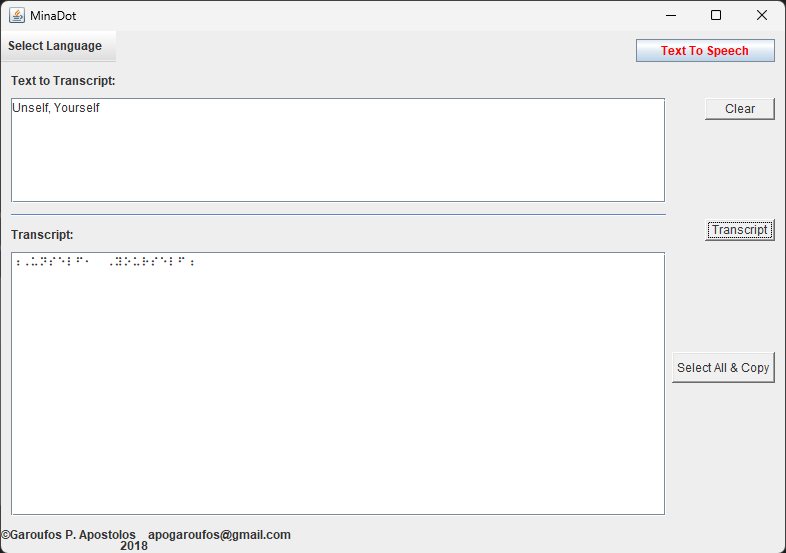 MinaDot
Select Language
Text To Speech
Text to Transcript:
Unself, Yourself
Clear
Transcript:
Transcript
Select All & Copy
©Garoufos P. Apostolos apogaroufos@gmail.com
2018